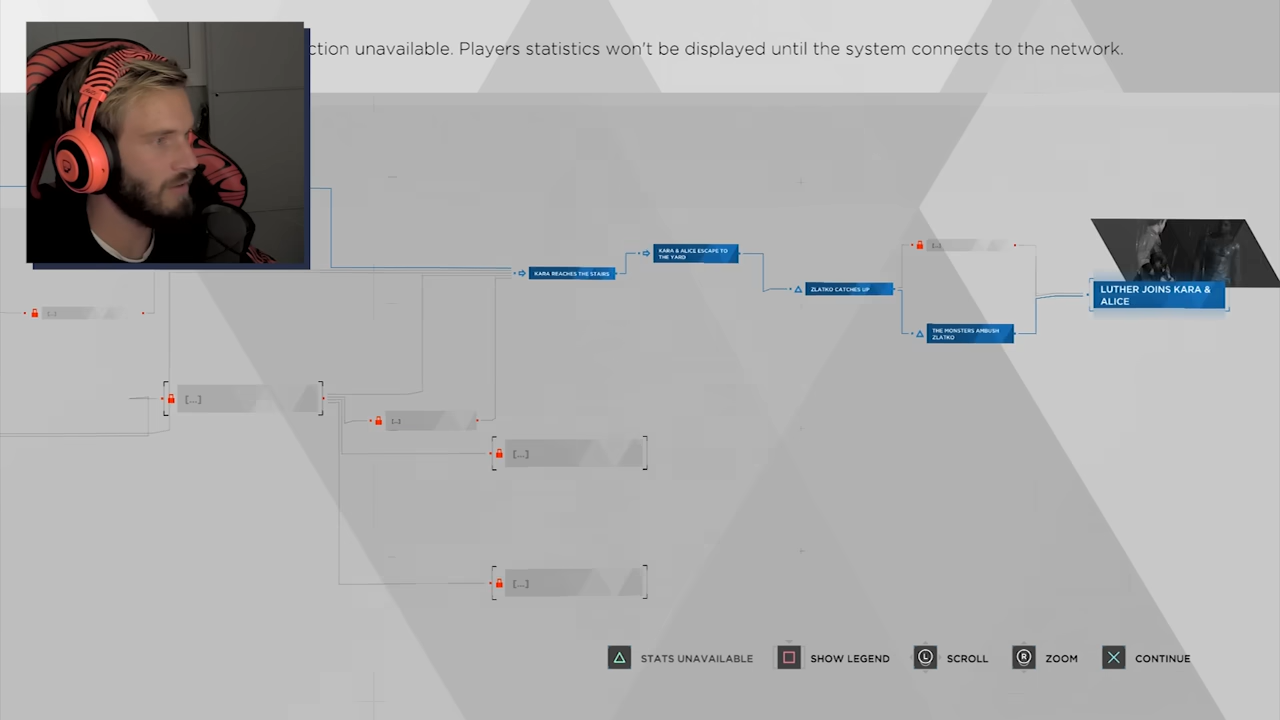 ction unavailable. Players statistics won't be displayed until the system connects to the network.
[...]
KARA & ALICE ESCAPE TO
THE YARD
KARA REACHES THE STAIRS
ZLATKO CATCHES UP
LUTHER JOINS KARA &
ALICE
[...]
THE MONSTERS AMBUSH
ZLATKO
[...]
[...]
[...]
[...]
STATS UNAVAILABLE
SHOW LEGEND
L
SCROLL
R
ZOOM
CONTINUE